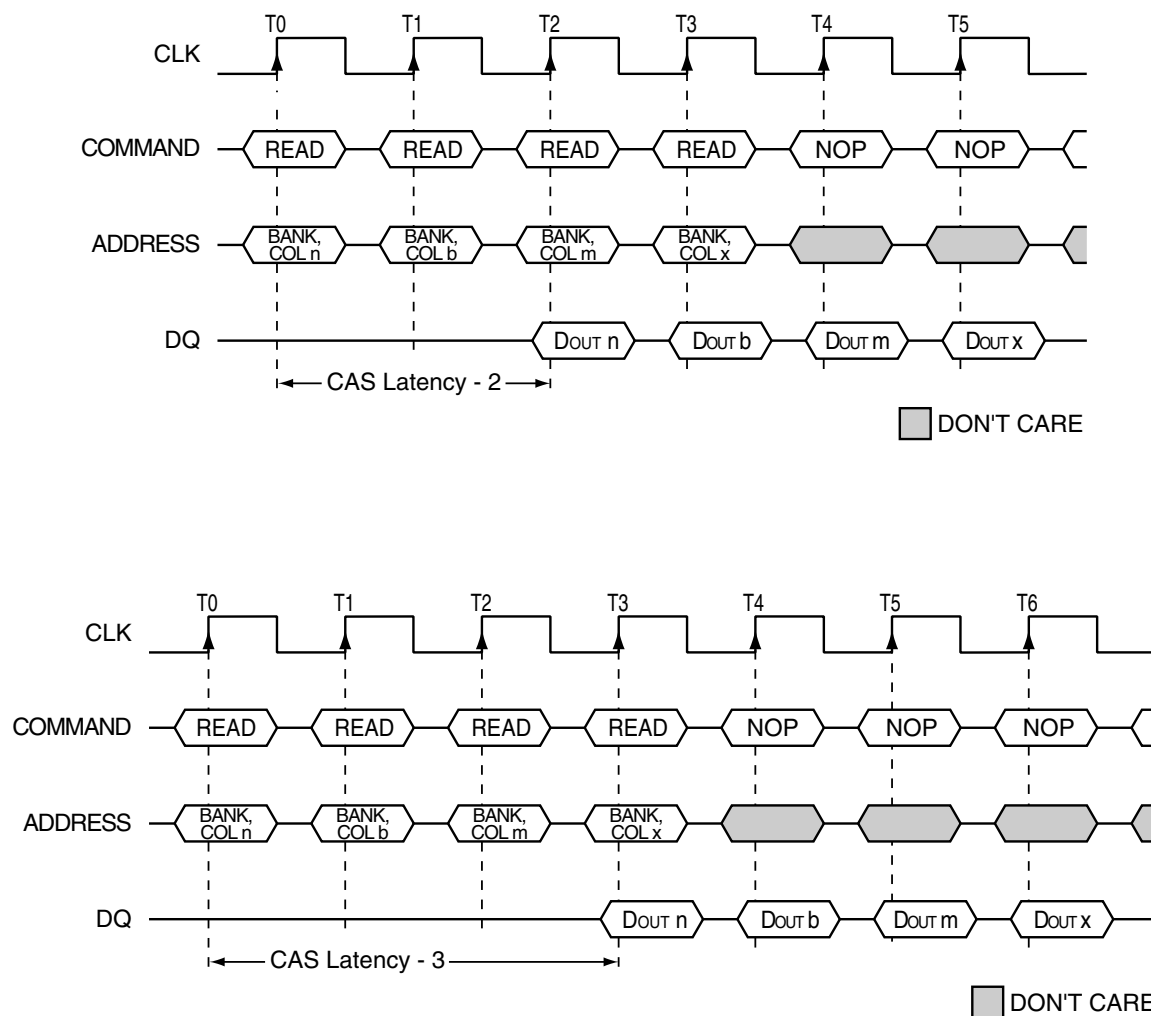 T0 T1 T2 T3 T4 T5
CLK
COMMAND READ READ READ READ NOP NOP
ADDRESS BANK, COL n BANK, COL b BANK, COL m BANK, COL x
DQ DOUT n DOUT b DOUT m DOUT x
CAS Latency - 2
DON'T CARE
T0 T1 T2 T3 T4 T5 T6
CLK
COMMAND READ READ READ READ NOP NOP NOP
ADDRESS BANK, COL n BANK, COL b BANK, COL m BANK, COL x
DQ DOUT n DOUT b DOUT m DOUT x
CAS Latency - 3
DON'T CARE